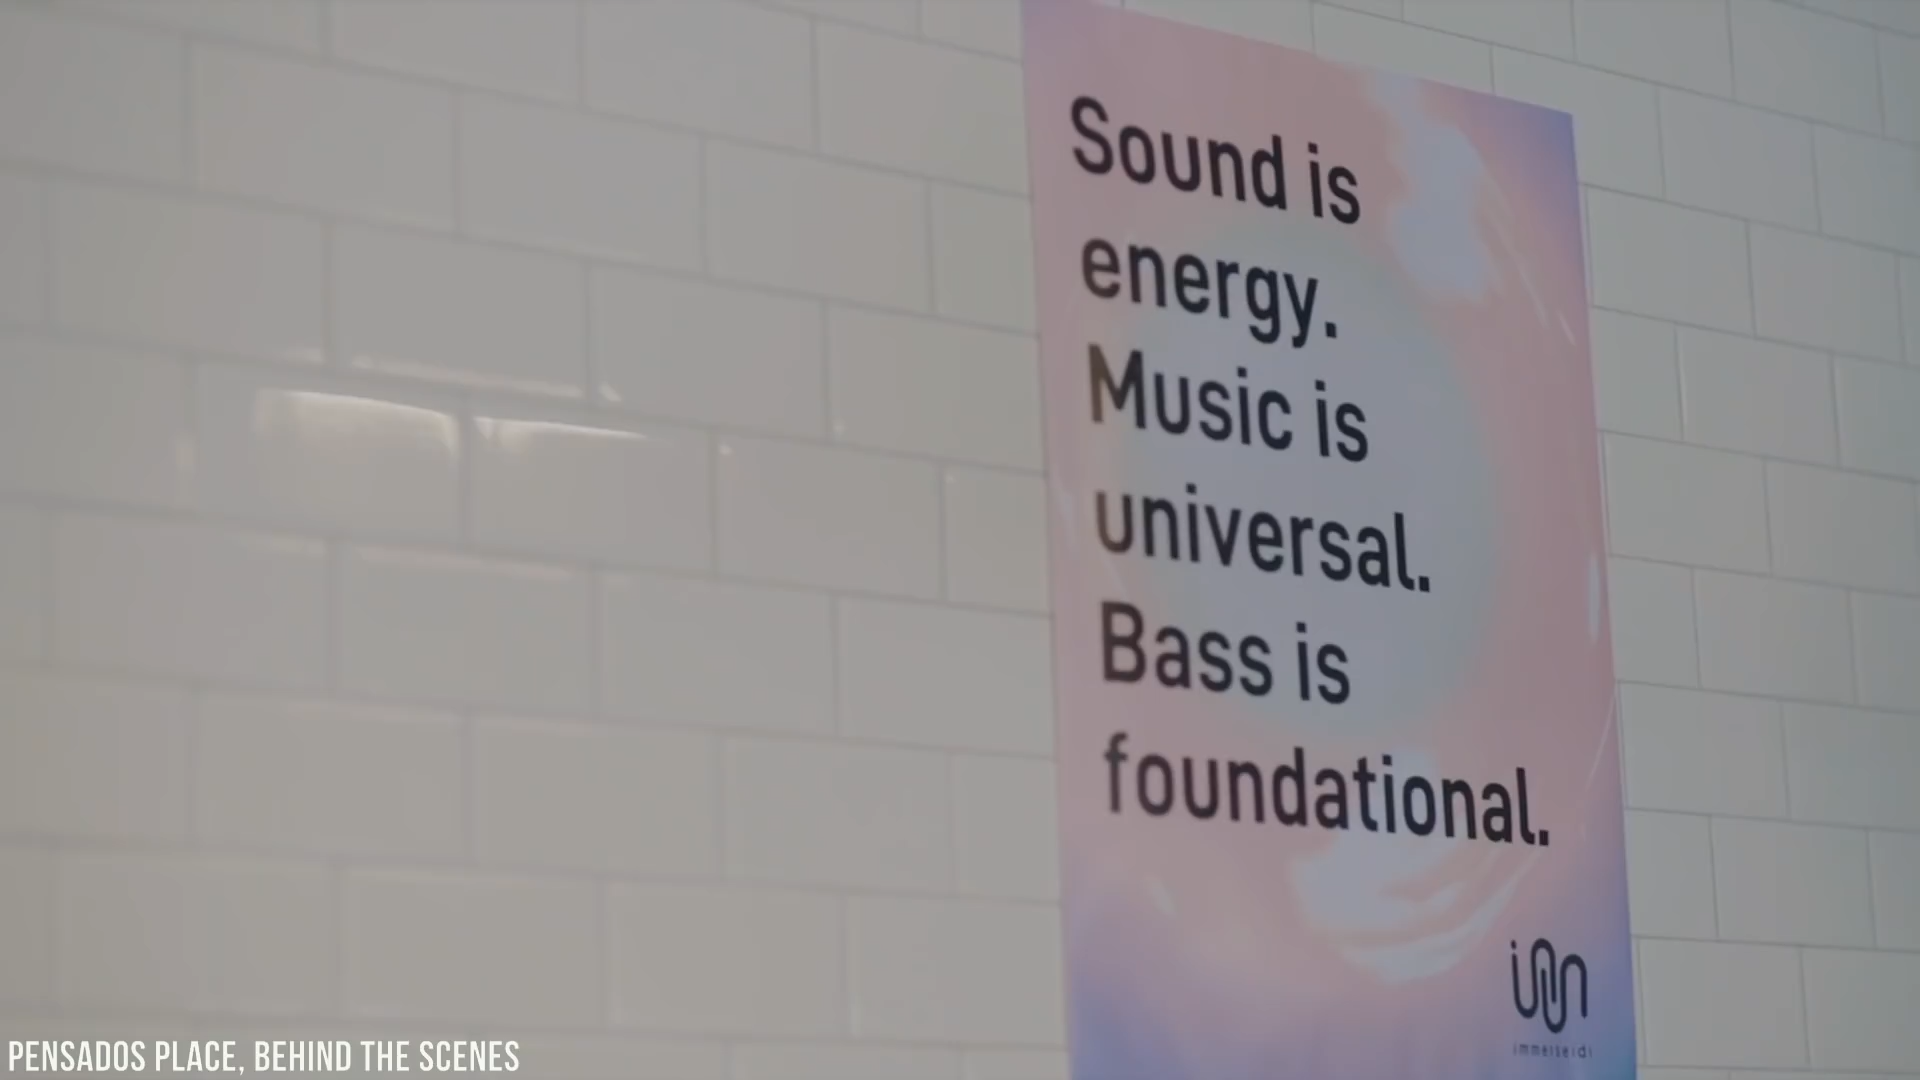 Sound is
energy.
Music is
universal.
Bass is
foundational.
PENSADOS PLACE, BEHIND THE SCENES